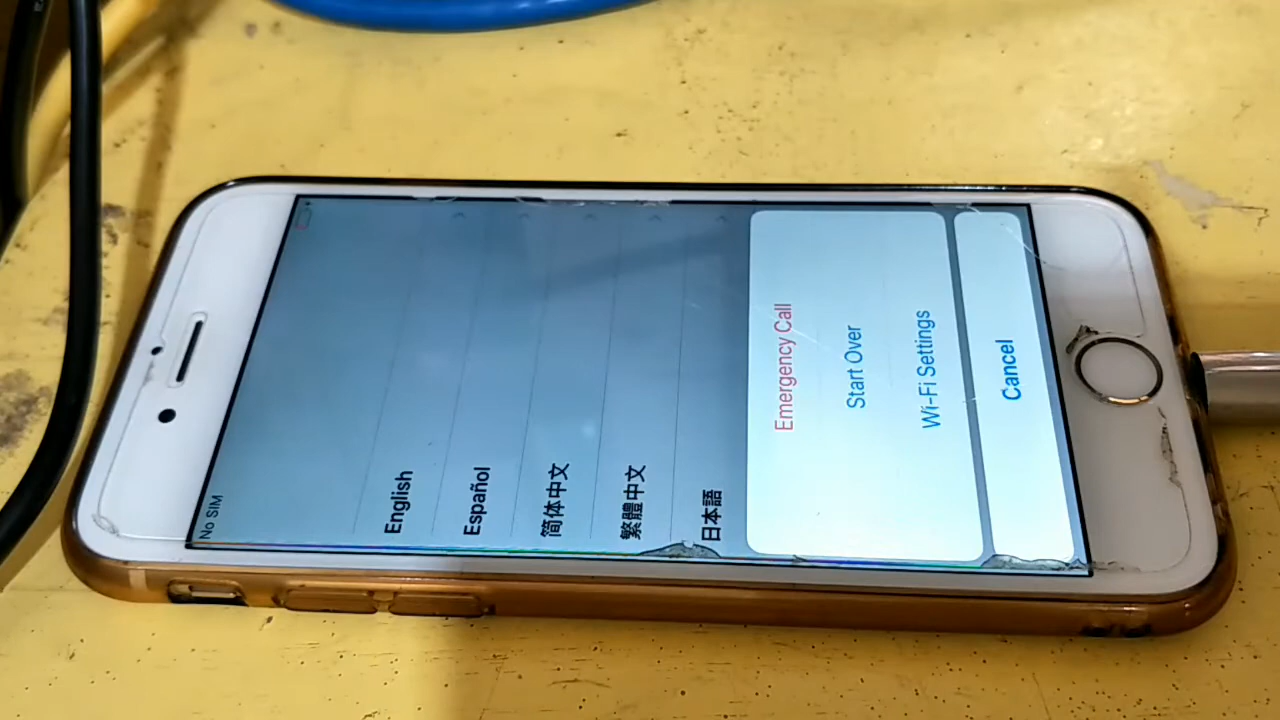 No SIM
English
Español
简体中文
繁體中文
日本語
Emergency Call
Start Over
Wi-Fi Settings
Cancel